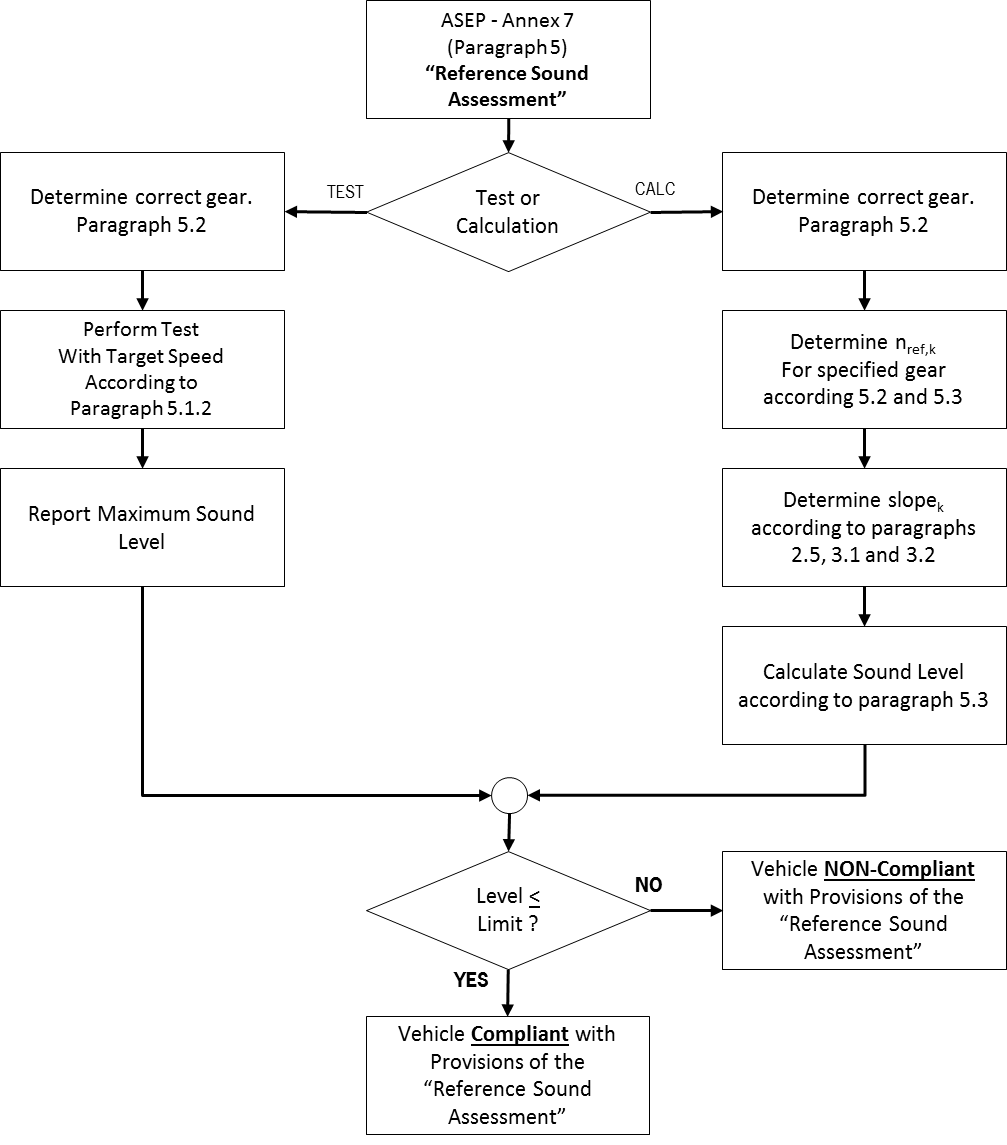 ASEP - Annex 7
(Paragraph 5)
“Reference Sound
Assessment”
Test or
Calculation
TEST
CALC
Determine correct gear.
Paragraph 5.2
Perform Test
With Target Speed
According to
Paragraph 5.1.2
Report Maximum Sound
Level
Determine correct gear.
Paragraph 5.2
Determine nref,k
For specified gear
according 5.2 and 5.3
Determine slopek
according to paragraphs
2.5, 3.1 and 3.2
Calculate Sound Level
according to paragraph 5.3
Level ≤
Limit ?
NO
Vehicle NON-Compliant
with Provisions of the
“Reference Sound
Assessment”
YES
Vehicle Compliant with
Provisions of the
“Reference Sound
Assessment”